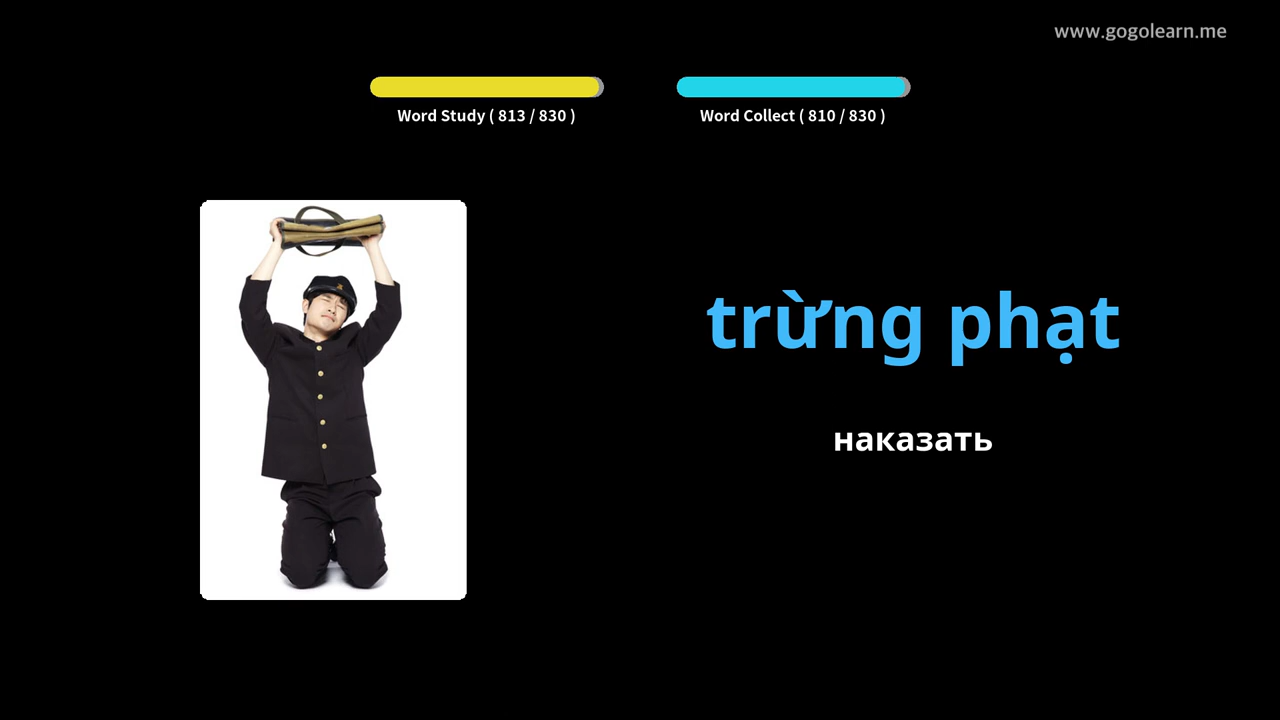 www.gogolearn.me
Word Study ( 813 / 830 )
Word Collect ( 810 / 830 )
trừng phạt
наказать